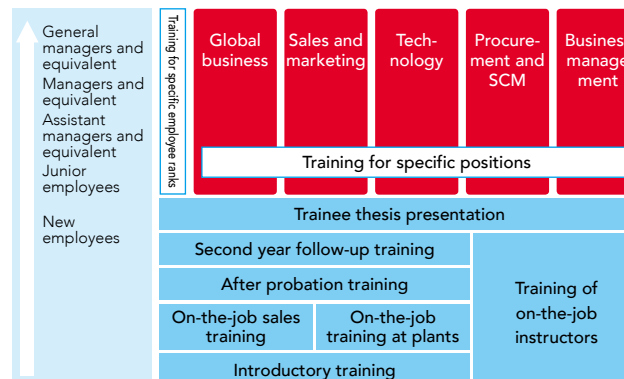 General
managers and
equivalent
Managers and
equivalent
Assistant
managers and
equivalent
Junior
employees
New
employees
Training for specific
employee ranks
Global
business
Sales and
marketing
Tech-
nology
Procure-
ment and
SCM
Business
manage
ment
Training for specific positions
Trainee thesis presentation
Second year follow-up training
After probation training
On-the-job sales
training
On-the-job
training at plants
Introductory training
Training of
on-the-job
instructors